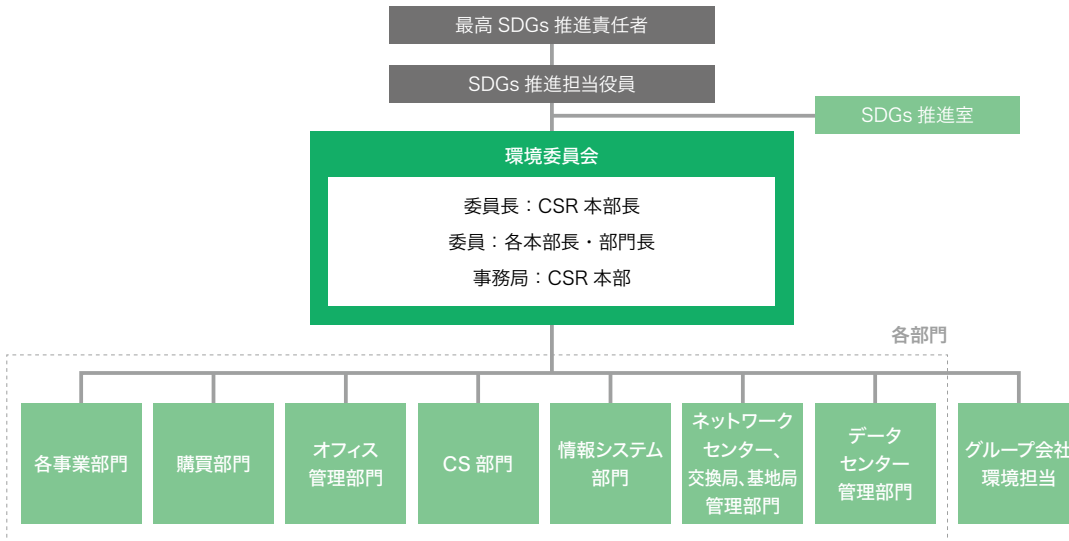 最高 SDGs 推進責任者
SDGs 推進担当役員
SDGs 推進室
環境委員会
委員長：CSR 本部長
委員：各本部長・部門長
事務局：CSR 本部
各部門
各事業部門
購買部門
オフィス
管理部門
CS 部門
情報システム
部門
ネットワーク
センター、
交換局、基地局
管理部門
データ
センター
管理部門
グループ会社
環境担当